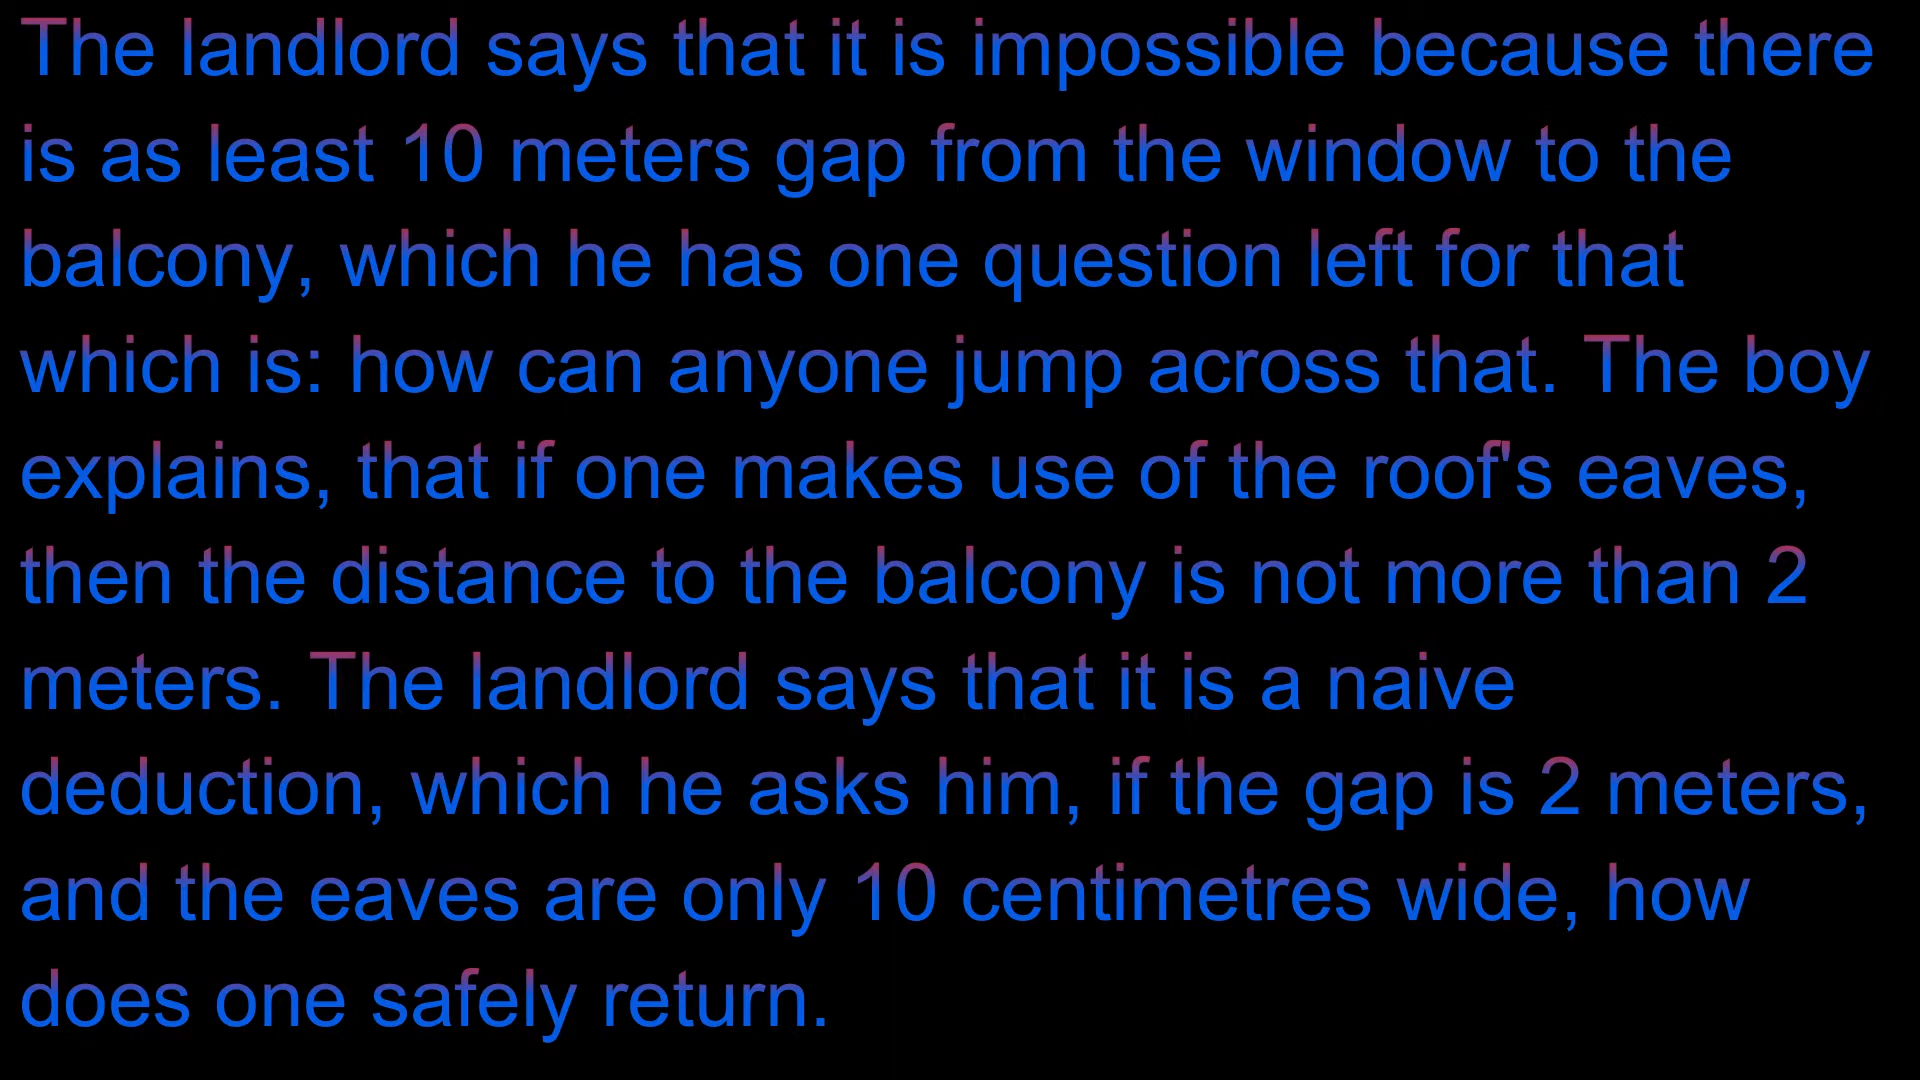 The landlord says that it is impossible because there
is as least 10 meters gap from the window to the
balcony, which he has one question left for that
which is: how can anyone jump across that. The boy
explains, that if one makes use of the roof's eaves,
then the distance to the balcony is not more than 2
meters. The landlord says that it is a naive
deduction, which he asks him, if the gap is 2 meters,
and the eaves are only 10 centimetres wide, how
does one safely return.